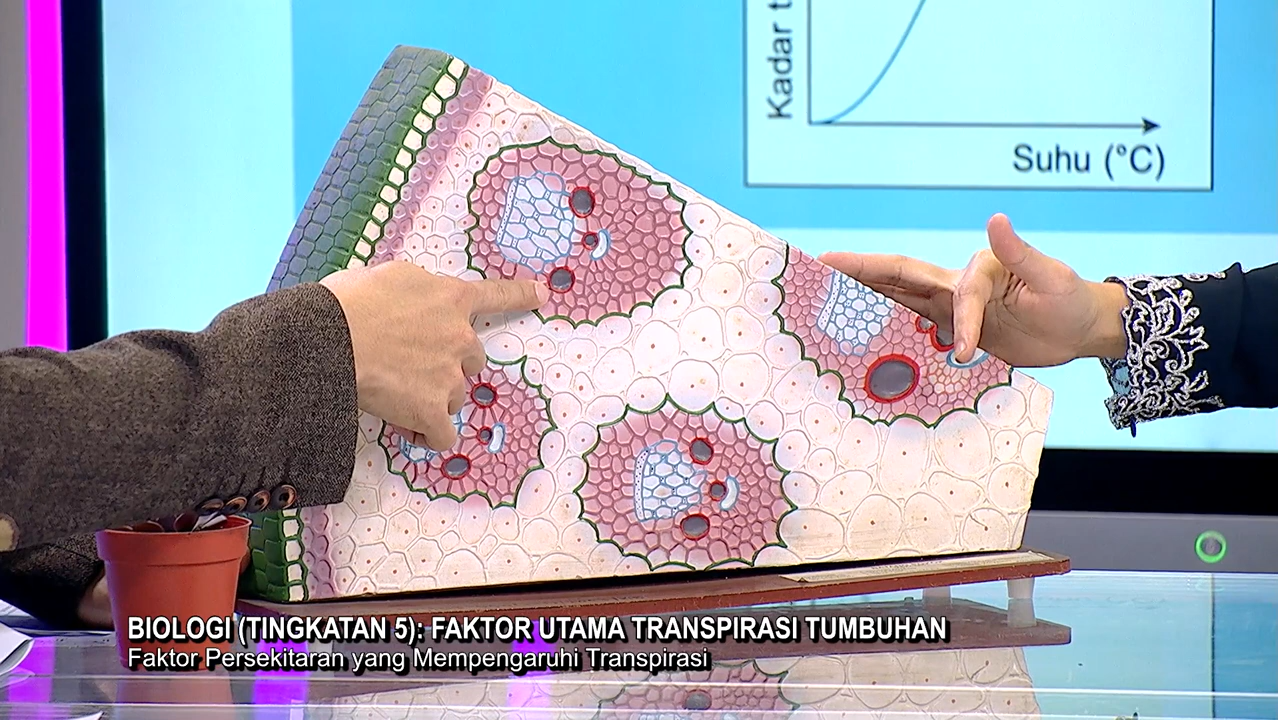 Kadar t
Suhu (°C)
BIOLOGI (TINGKATAN 5): FAKTOR UTAMA TRANSPIRASI TUMBUHAN
Faktor Persekitaran yang Mempengaruhi Transpirasi